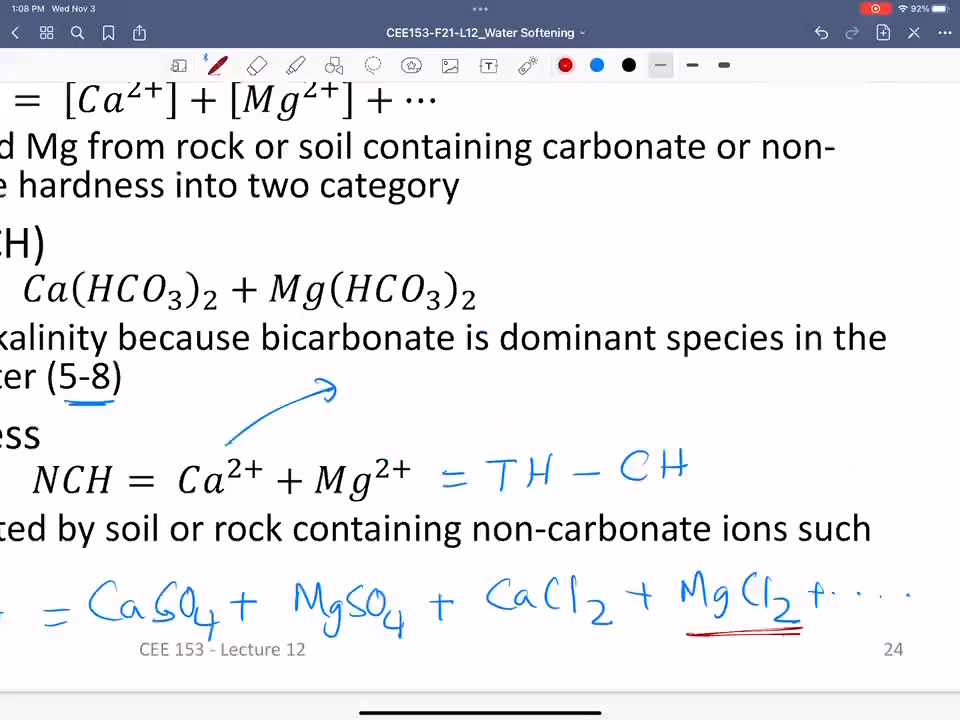 1:08 PM Wed Nov 3
92%
CEE153-F21-L12_Water Softening
= [Ca²⁺] + [Mg²⁺] + ⋯
d Mg from rock or soil containing carbonate or non-
e hardness into two category
CH)
Ca(HCO₃)₂ + Mg(HCO₃)₂
kalinity because bicarbonate is dominant species in the
ter (5-8)
ess
NCH = Ca²⁺ + Mg²⁺ = TH - CH
ted by soil or rock containing non-carbonate ions such
= CaSO₄ + MgSO₄ + CaCl₂ + MgCl₂ + ....
CEE 153 - Lecture 12
24